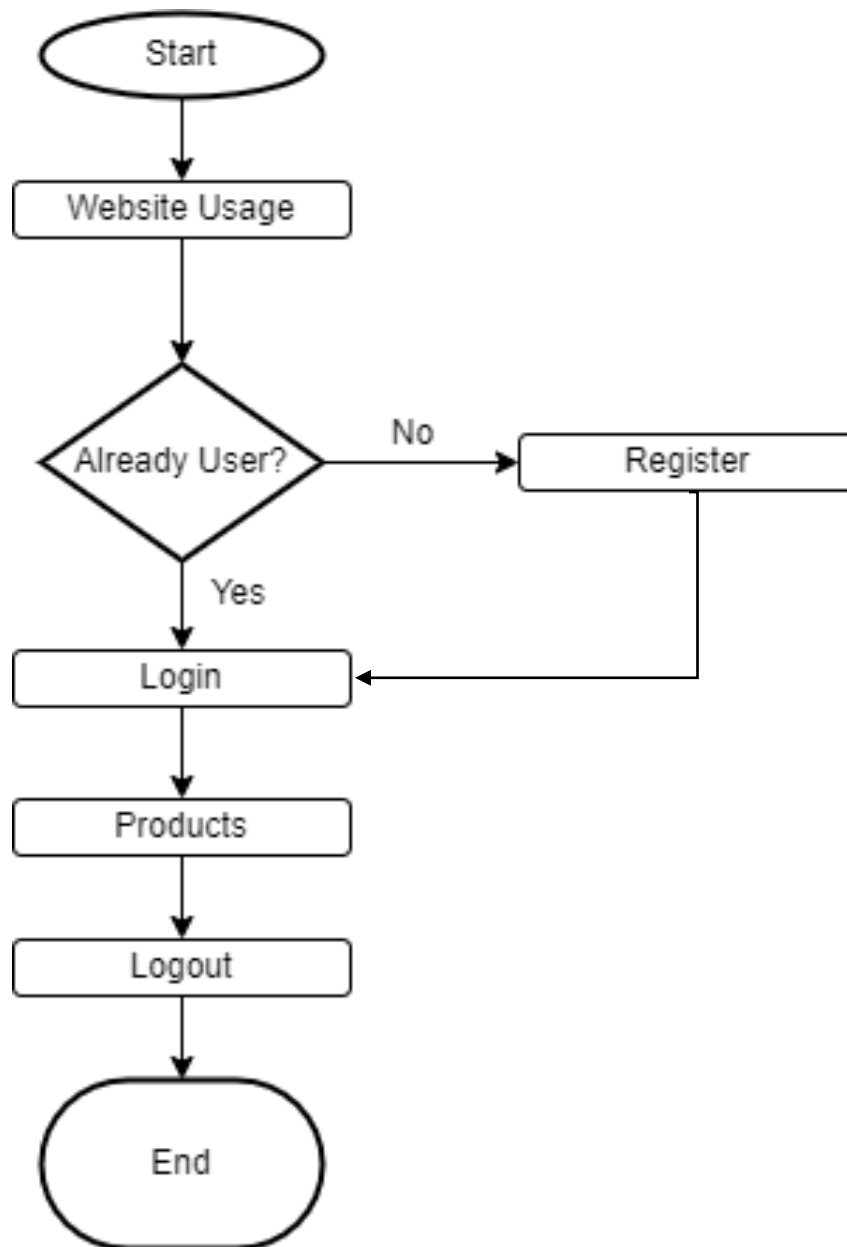 Start
Website Usage
Already User?
No
Register
Yes
Login
Products
Logout
End